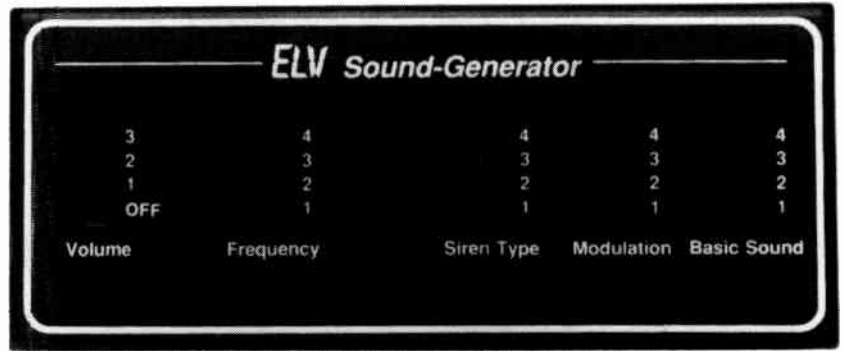 ELV Sound-Generator
3 4 4 4 4
2 3 3 3 3
1 2 2 2 2
OFF 1 1 1 1
Volume Frequency Siren Type Modulation Basic Sound